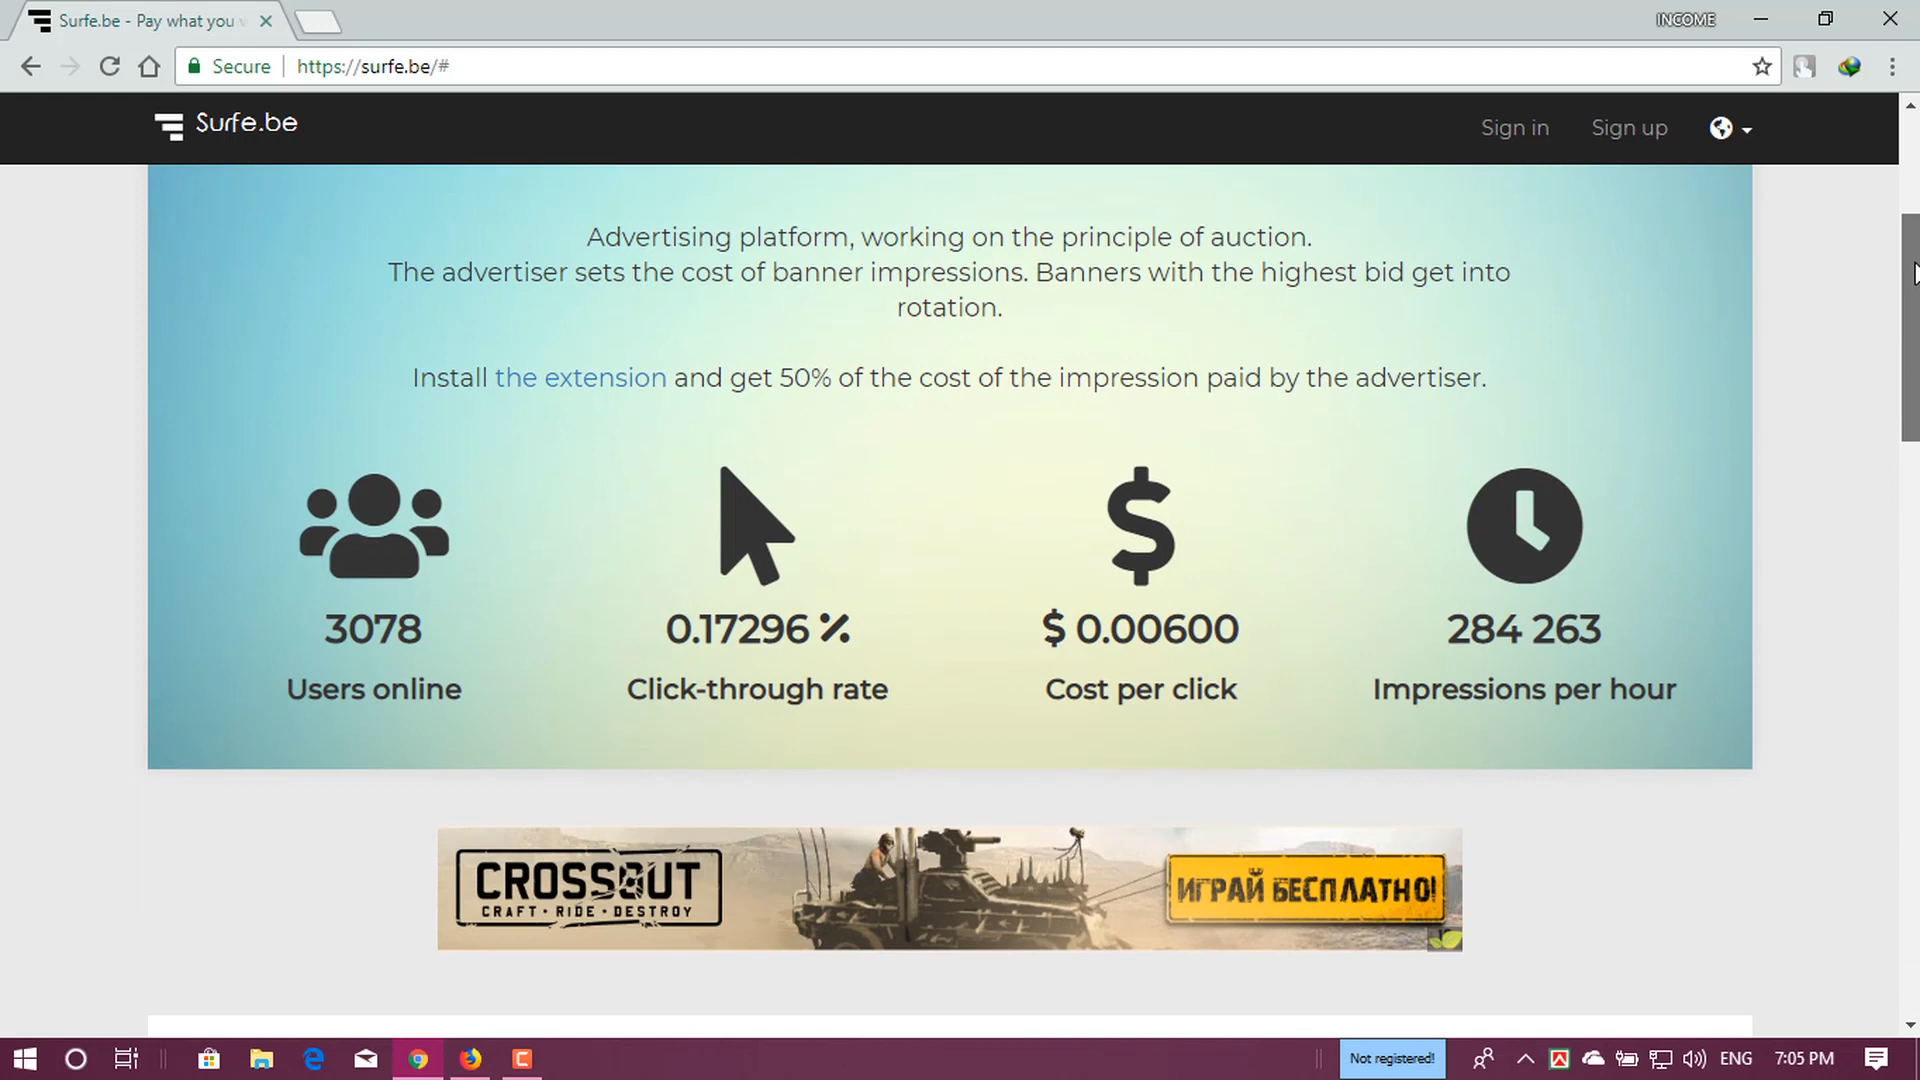 Surfe.be - Pay what you
INCOME
Secure
https://surfe.be/#
Surfe.be
Sign in
Sign up
Advertising platform, working on the principle of auction.
The advertiser sets the cost of banner impressions. Banners with the highest bid get into
rotation.
Install the extension and get 50% of the cost of the impression paid by the advertiser.
3078
0.17296 %
$ 0.00600
284 263
Users online
Click-through rate
Cost per click
Impressions per hour
CROSSOUT
CRAFT • RIDE • DESTROY
ИГРАЙ БЕСПЛАТНО!
Not registered!
ENG
7:05 PM